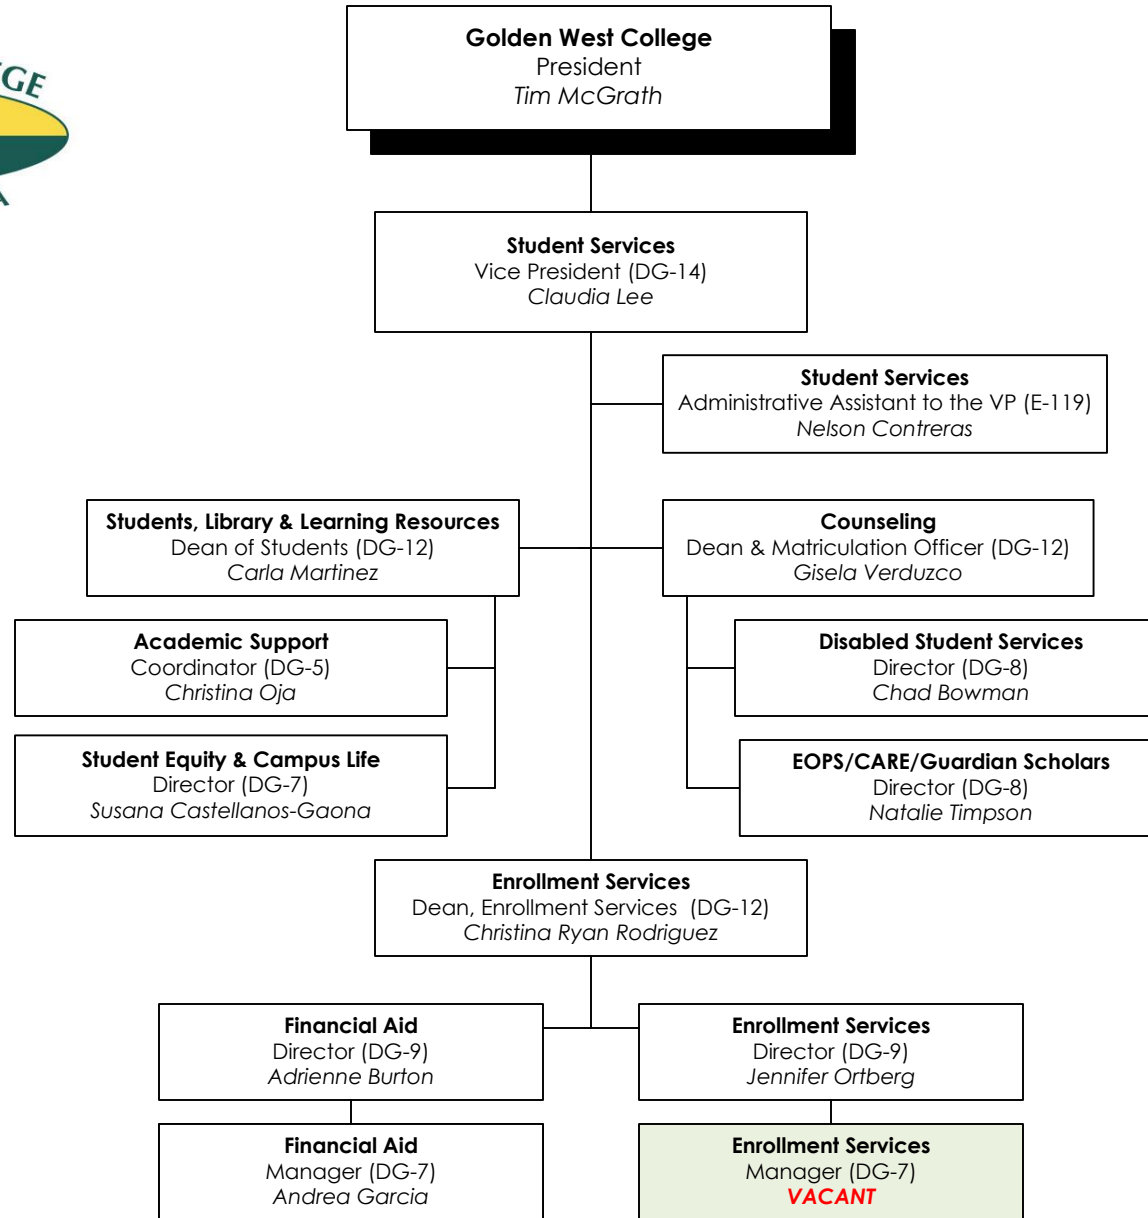 GE
A
Golden West College
President
Tim McGrath
Student Services
Vice President (DG-14)
Claudia Lee
Student Services
Administrative Assistant to the VP (E-119)
Nelson Contreras
Students, Library & Learning Resources
Dean of Students (DG-12)
Carla Martinez
Counseling
Dean & Matriculation Officer (DG-12)
Gisela Verduzco
Academic Support
Coordinator (DG-5)
Christina Oja
Disabled Student Services
Director (DG-8)
Chad Bowman
Student Equity & Campus Life
Director (DG-7)
Susana Castellanos-Gaona
EOPS/CARE/Guardian Scholars
Director (DG-8)
Natalie Timpson
Enrollment Services
Dean, Enrollment Services (DG-12)
Christina Ryan Rodriguez
Financial Aid
Director (DG-9)
Adrienne Burton
Enrollment Services
Director (DG-9)
Jennifer Ortberg
Financial Aid
Manager (DG-7)
Andrea Garcia
Enrollment Services
Manager (DG-7)
VACANT